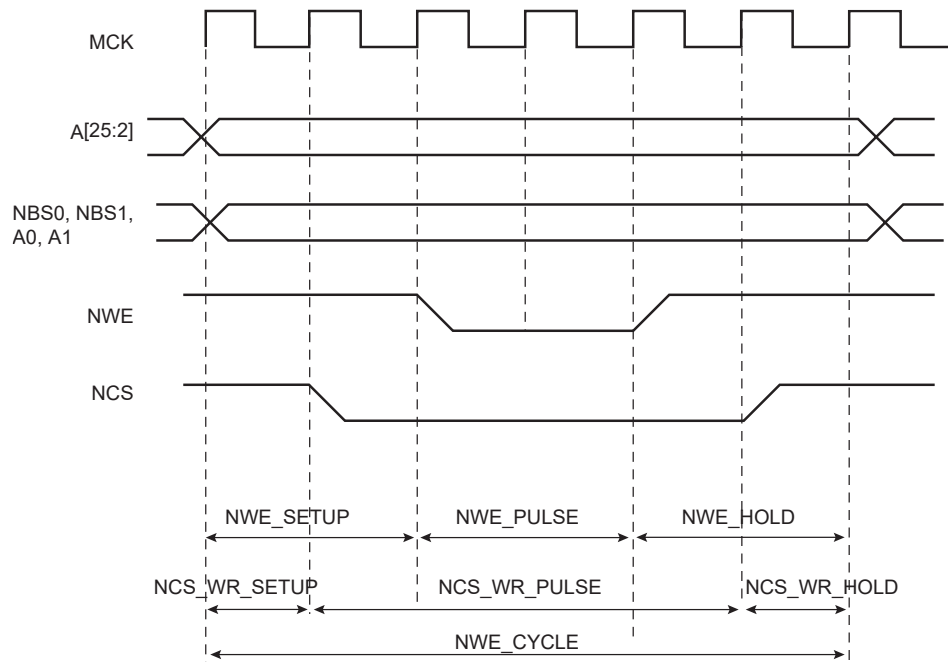 MCK
A[25:2]
NBS0, NBS1,
A0, A1
NWE
NCS
NWE_SETUP NWE_PULSE NWE_HOLD
NCS_WR_SETUP NCS_WR_PULSE NCS_WR_HOLD
NWE_CYCLE